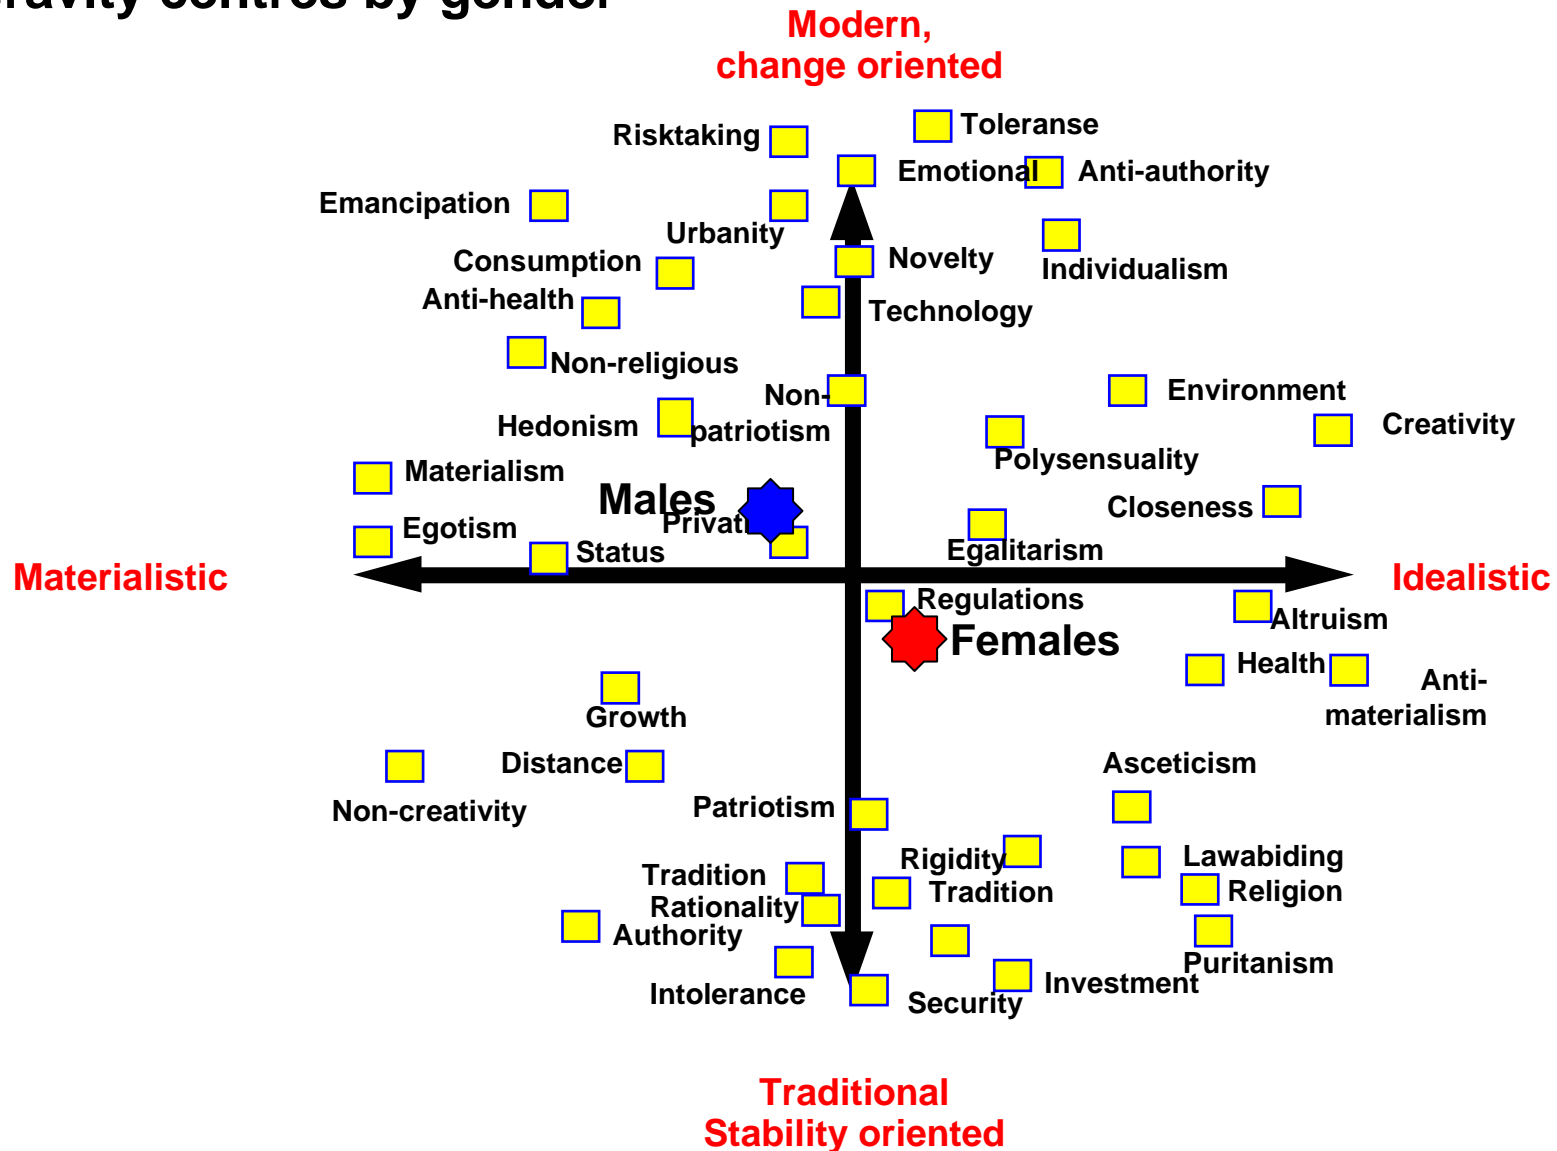 centres by gender
Modern,
change oriented
Toleranse
Risktaking
Emotional
Anti-authority
Emancipation
Urbanity
Consumption
Novelty
Individualism
Anti-health
Technology
Non-religious
Non-
patriotism
Environment
Hedonism
Creativity
Polysensuality
Materialism
Males
Closeness
Egotism
Status
Egalitarism
Materialistic
Idealistic
Regulations
Altruism
Females
Health
Anti-
materialism
Growth
Distance
Asceticism
Non-creativity
Patriotism
Rigidity
Lawabiding
Tradition
Tradition
Religion
Rationality
Authority
Puritanism
Intolerance
Investment
Security
Traditional
Stability oriented